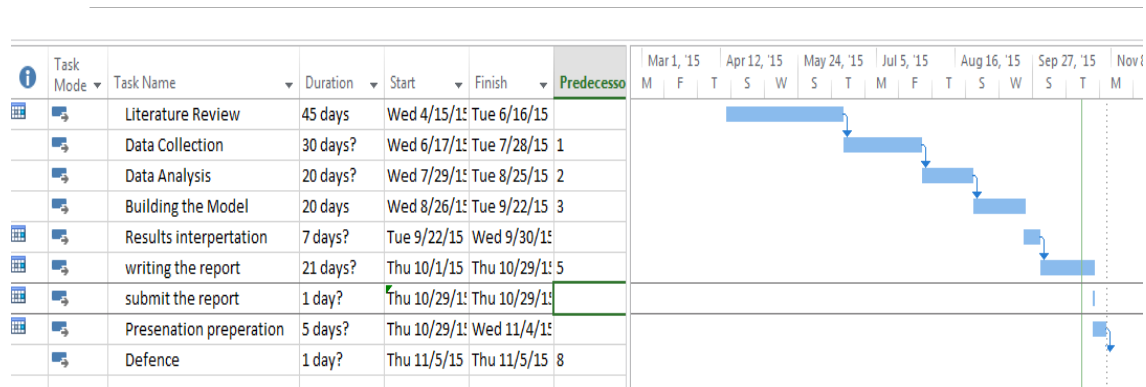 Task Mode Task Name Duration Start Finish Predecesso
Mar 1, '15 Apr 12, '15 May 24, '15 Jul 5, '15 Aug 16, '15 Sep 27, '15 Nov 8
M F T S W S T M F T S W S T M
Literature Review 45 days Wed 4/15/15 Tue 6/16/15
Data Collection 30 days? Wed 6/17/15 Tue 7/28/15 1
Data Analysis 20 days? Wed 7/29/15 Tue 8/25/15 2
Building the Model 20 days Wed 8/26/15 Tue 9/22/15 3
Results interpertation 7 days? Tue 9/22/15 Wed 9/30/15
writing the report 21 days? Thu 10/1/15 Thu 10/29/15 5
submit the report 1 day? Thu 10/29/15 Thu 10/29/15
Presenation preperation 5 days? Thu 10/29/15 Wed 11/4/15
Defence 1 day? Thu 11/5/15 Thu 11/5/15 8